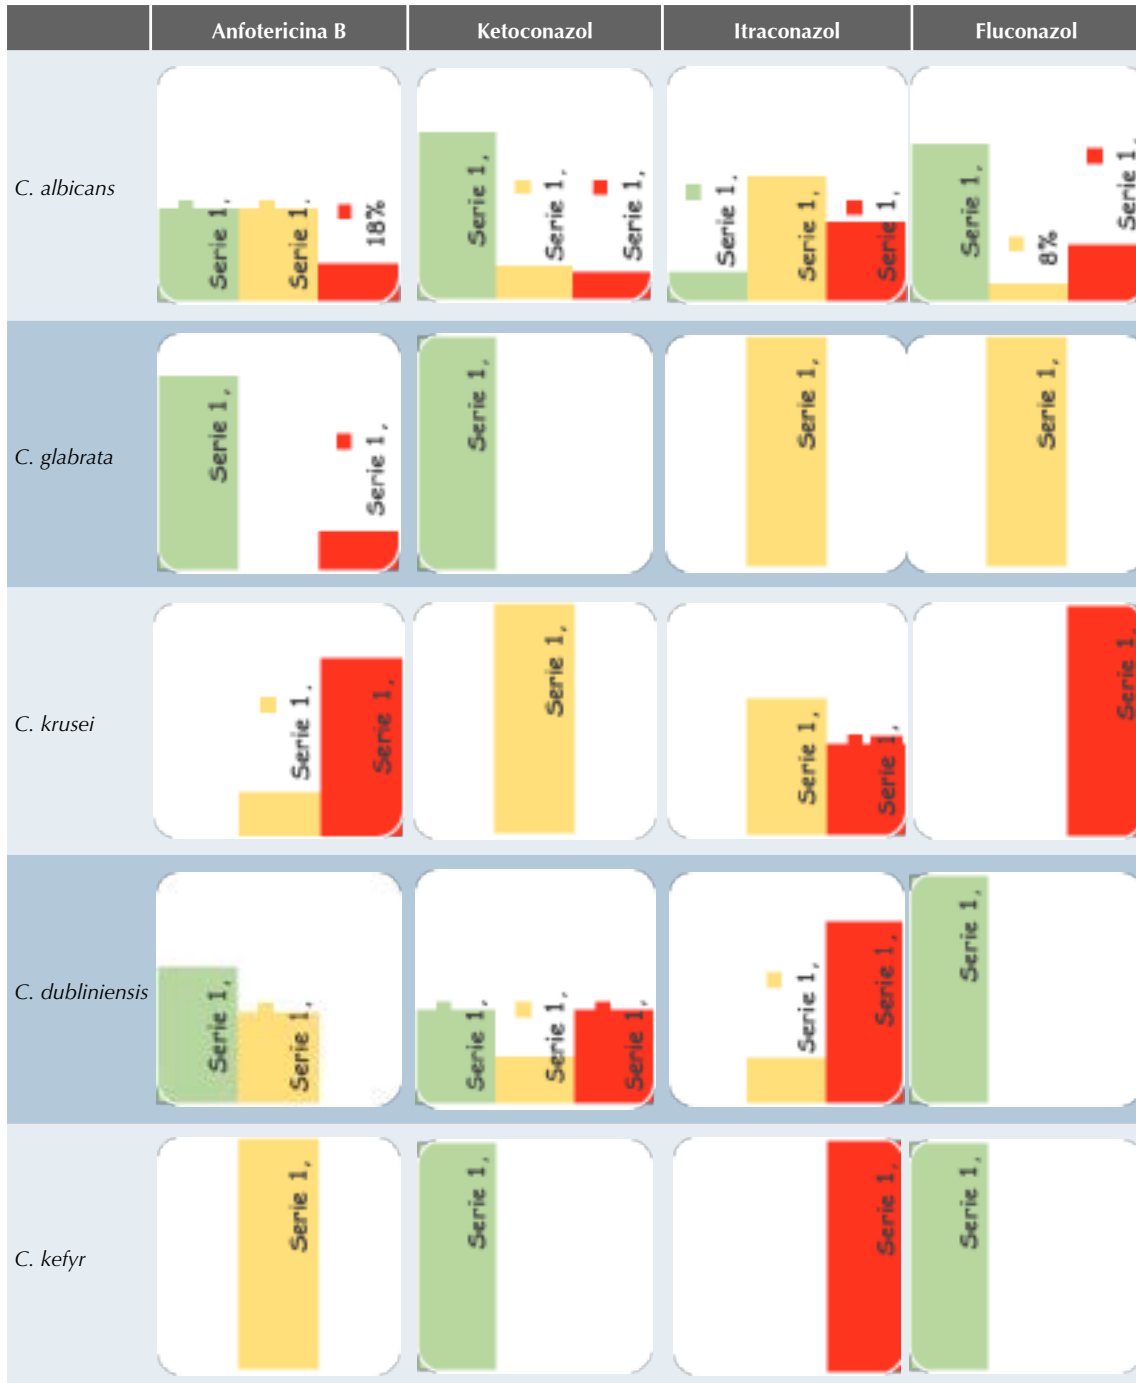 Anfotericina B Ketoconazol Itraconazol Fluconazol
C. albicans
Serie 1, Serie 1, 18% Serie 1, Serie 1, Serie 1, Serie 1, Serie 1, Serie 1, Serie 1, 8% Serie 1,
C. glabrata
Serie 1, Serie 1, Serie 1, Serie 1, Serie 1,
C. krusei
Serie 1, Serie 1, Serie 1, Serie 1, Serie 1, Serie 1,
C. dubliniensis
Serie 1, Serie 1, Serie 1, Serie 1, Serie 1, Serie 1, Serie 1, Serie 1,
C. kefyr
Serie 1, Serie 1, Serie 1, Serie 1,